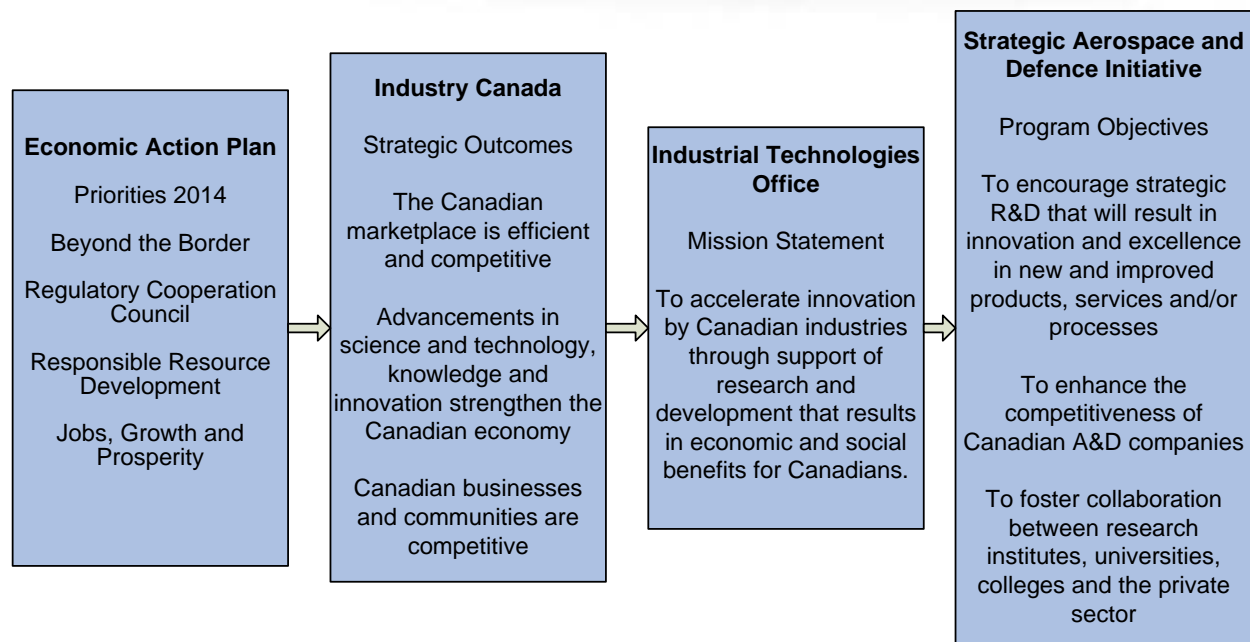 Economic Action Plan
Priorities 2014
Beyond the Border
Regulatory Cooperation
Council
Responsible Resource
Development
Jobs, Growth and
Prosperity
Industry Canada
Strategic Outcomes
The Canadian
marketplace is efficient
and competitive
Advancements in
science and technology,
knowledge and
innovation strengthen the
Canadian economy
Canadian businesses
and communities are
competitive
Industrial Technologies
Office
Mission Statement
To accelerate innovation
by Canadian industries
through support of
research and
development that results
in economic and social
benefits for Canadians.
Strategic Aerospace and
Defence Initiative
Program Objectives
To encourage strategic
R&D that will result in
innovation and excellence
in new and improved
products, services and/or
processes
To enhance the
competitiveness of
Canadian A&D companies
To foster collaboration
between research
institutes, universities,
colleges and the private
sector